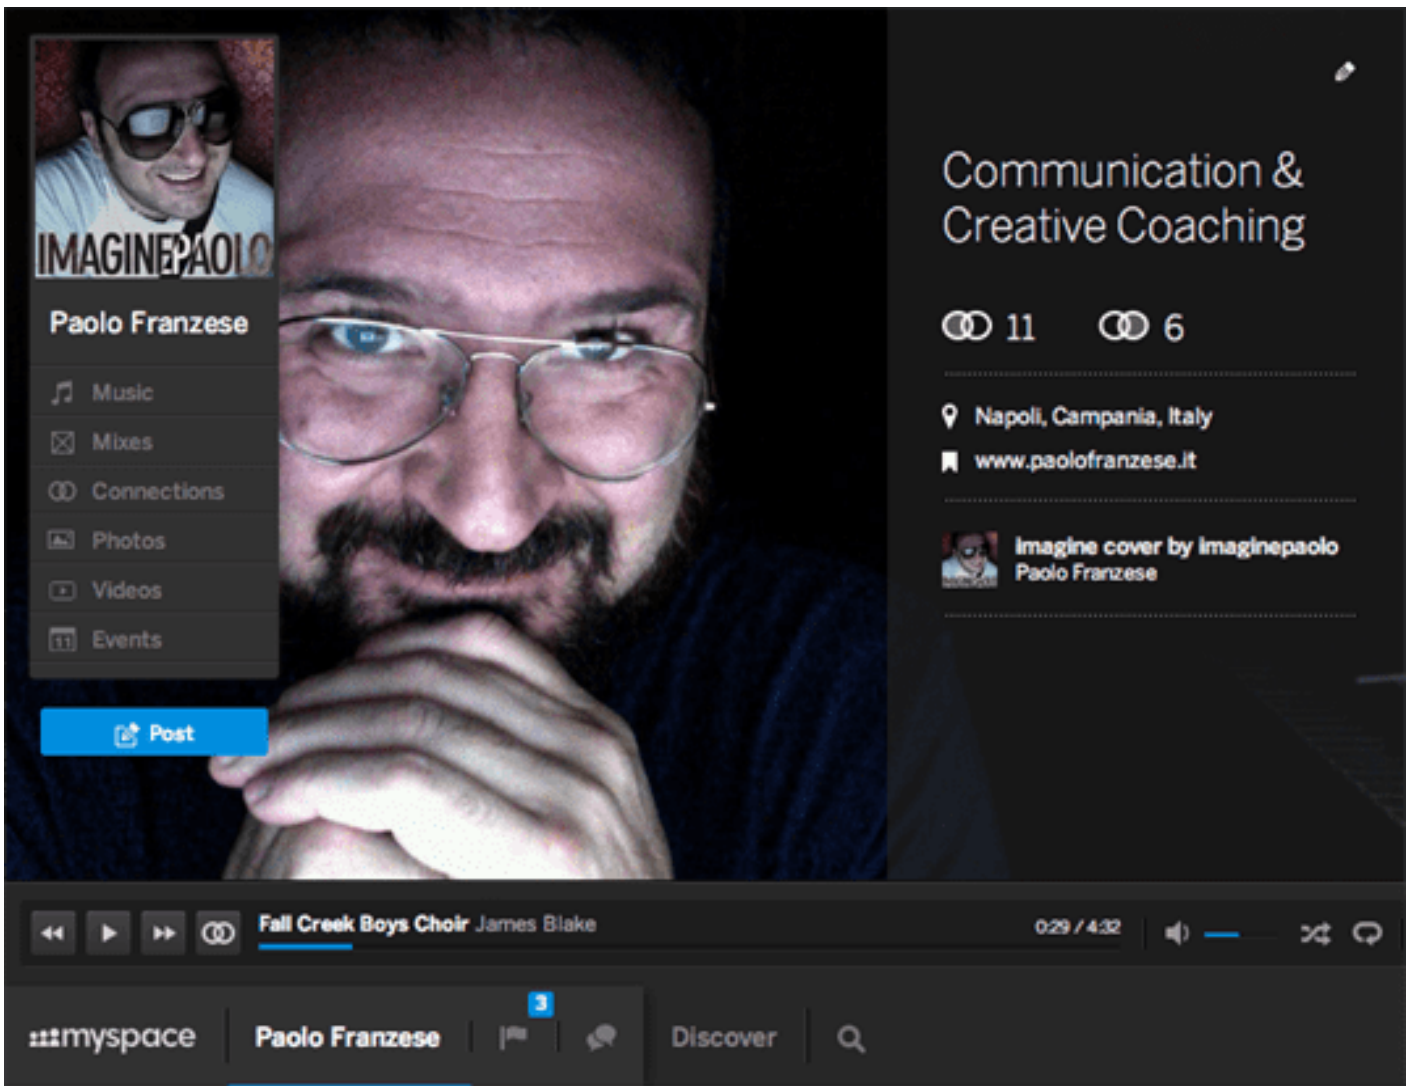 IMAGINEPAOLO
Paolo Franzese
Music
Mixes
Connections
Photos
Videos
11
Events
Post
Communication &
Creative Coaching
11 6
Napoli, Campania, Italy
www.paolofranzese.it
imagine cover by imaginepaolo
Paolo Franzese
Fall Creek Boys Choir James Blake
0:29 / 4:32
3
myspace
Paolo Franzese
Discover